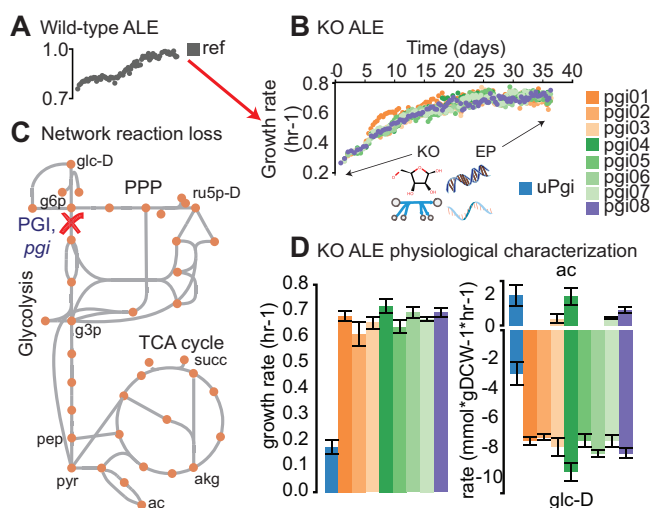 A Wild-type ALE
1.0
0.7
ref
B KO ALE
Time (days)
0 5 10 15 20 25 30 35 40
Growth rate
(hr-1)
0.8
0.6
0.4
0.2
KO
EP
uPgi
pgi01
pgi02
pgi03
pgi04
pgi05
pgi06
pgi07
pgi08
C Network reaction loss
glc-D
g6p
PPP
ru5p-D
PGI,
pgi
Glycolysis
g3p
TCA cycle
succ
pep
pyr
akg
ac
D KO ALE physiological characterization
growth rate (hr-1)
0.8
0.7
0.6
0.5
0.4
0.3
0.2
0.1
0.0
ac
rate (mmol*gDCW-1*hr-1)
2
0
-2
-4
-6
-8
-10
glc-D